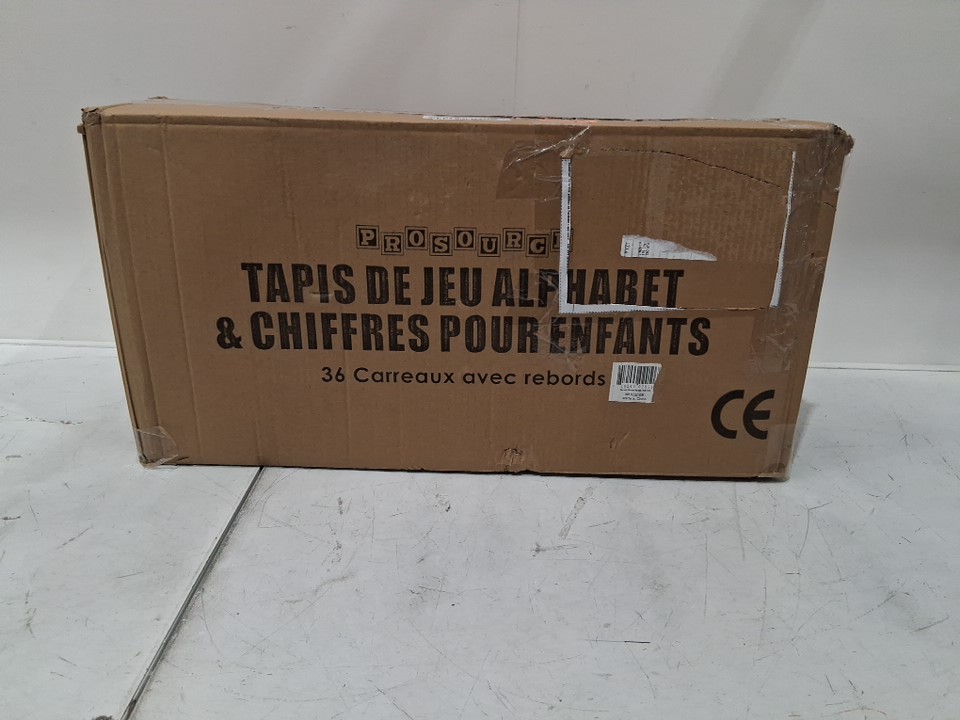 PROSOURCE
TAPIS DE JEU ALPHABET
& CHIFFRES POUR ENFANTS
36 Carreaux avec rebords
CE